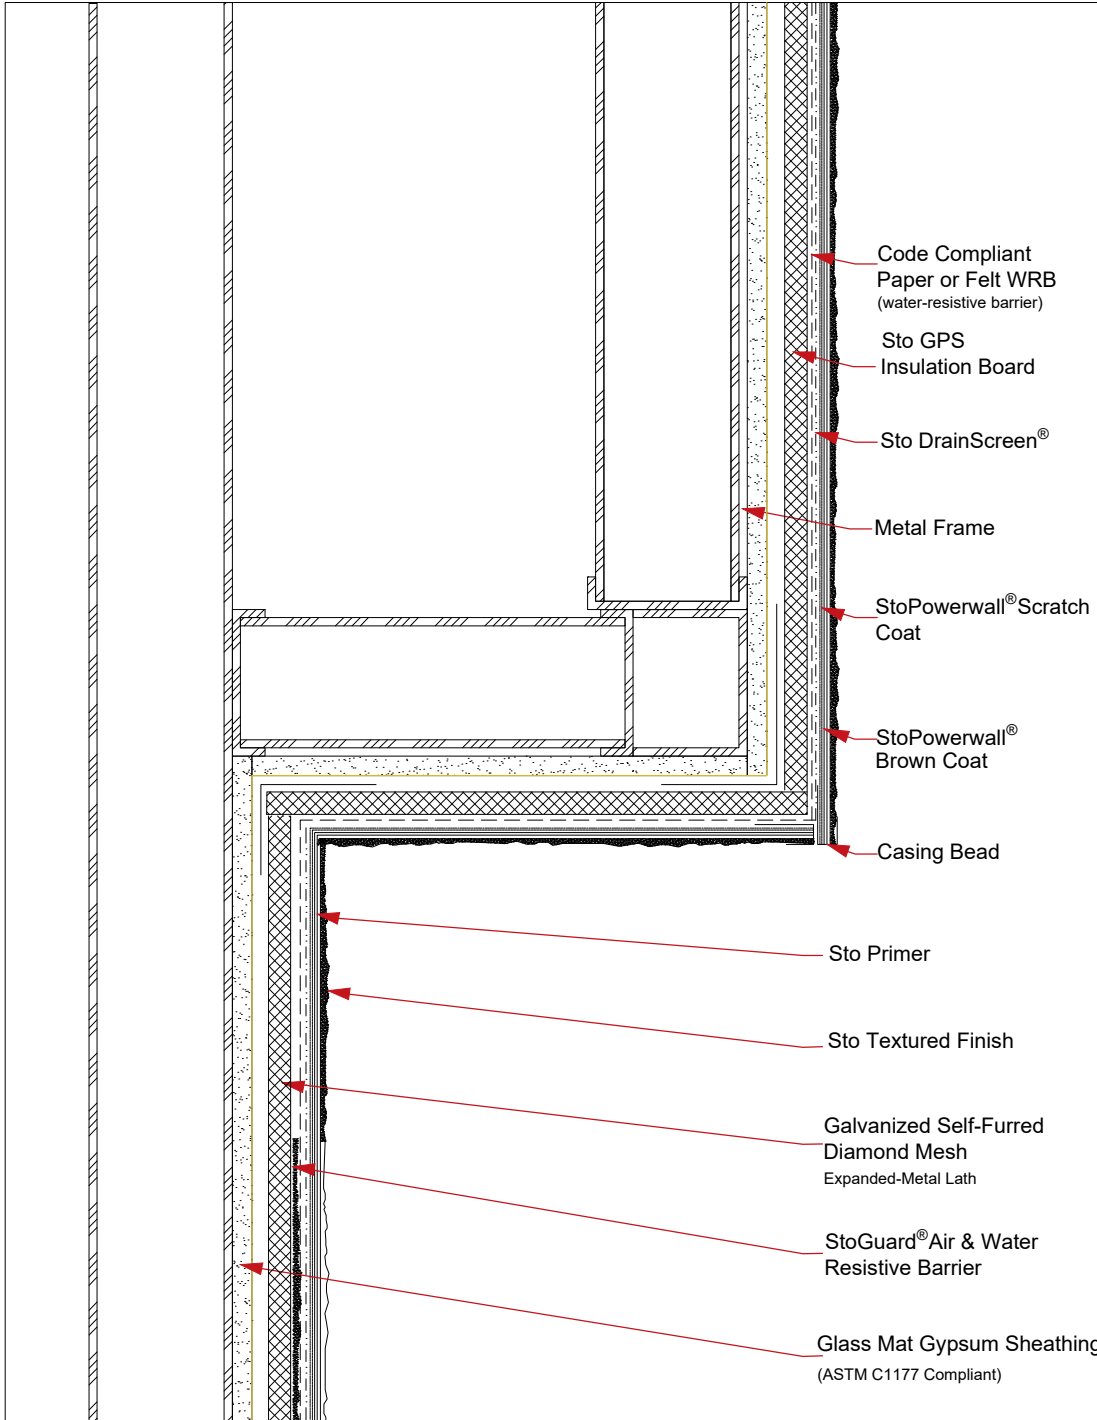 Code Compliant
Paper or Felt WRB
(water-resistive barrier)
Sto GPS
Insulation Board
Sto DrainScreen®
Metal Frame
StoPowerwall® Scratch
Coat
StoPowerwall®
Brown Coat
Casing Bead
Sto Primer
Sto Textured Finish
Galvanized Self-Furred
Diamond Mesh
Expanded-Metal Lath
StoGuard® Air & Water
Resistive Barrier
Glass Mat Gypsum Sheathing
(ASTM C1177 Compliant)